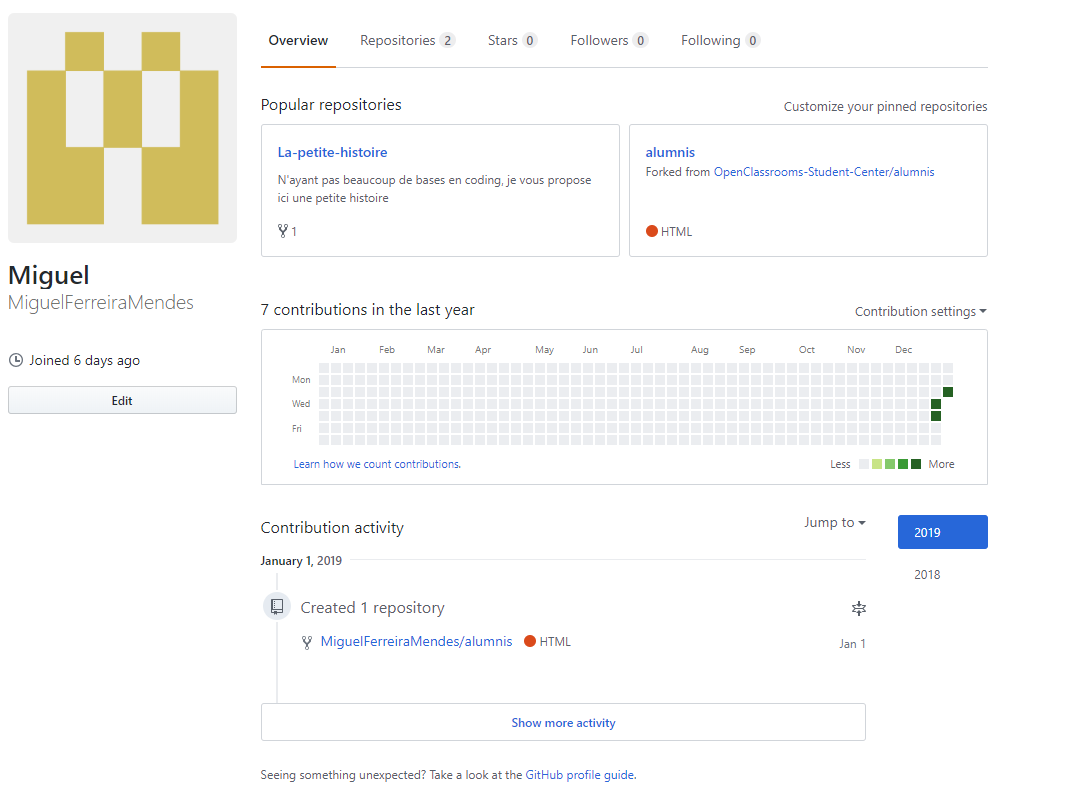 Overview Repositories 2 Stars 0 Followers 0 Following 0
Miguel
MiguelFerreiraMendes
Joined 6 days ago
Edit
Popular repositories
Customize your pinned repositories
La-petite-histoire
N'ayant pas beaucoup de bases en coding, je vous propose
ici une petite histoire
1
alumnis
Forked from OpenClassrooms-Student-Center/alumnis
HTML
7 contributions in the last year
Contribution settings
Jan Feb Mar Apr May Jun Jul Aug Sep Oct Nov Dec
Mon
Wed
Fri
Learn how we count contributions.
Less More
Contribution activity
Jump to
2019
2018
January 1, 2019
Created 1 repository
MiguelFerreiraMendes/alumnis HTML Jan 1
Show more activity
Seeing something unexpected? Take a look at the GitHub profile guide.